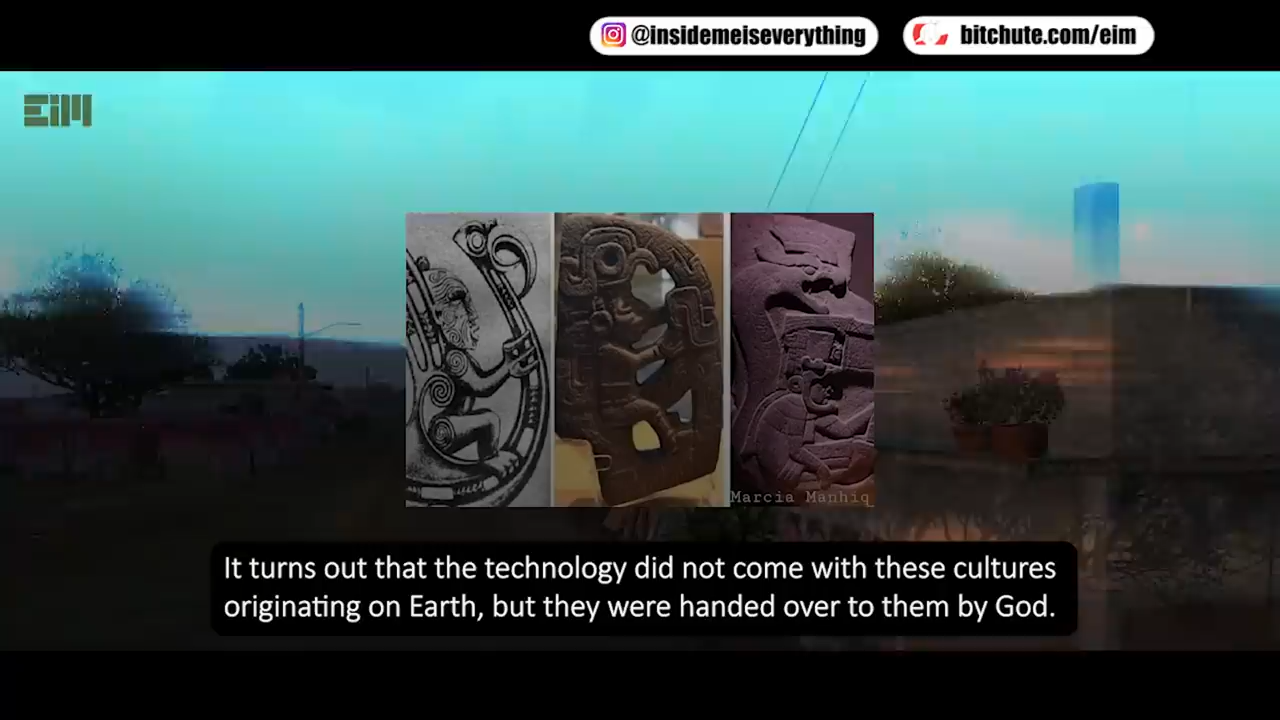 @insidemeiseverything
bitchute.com/eim
EiM
Marcia Manhiq
It turns out that the technology did not come with these cultures
originating on Earth, but they were handed over to them by God.